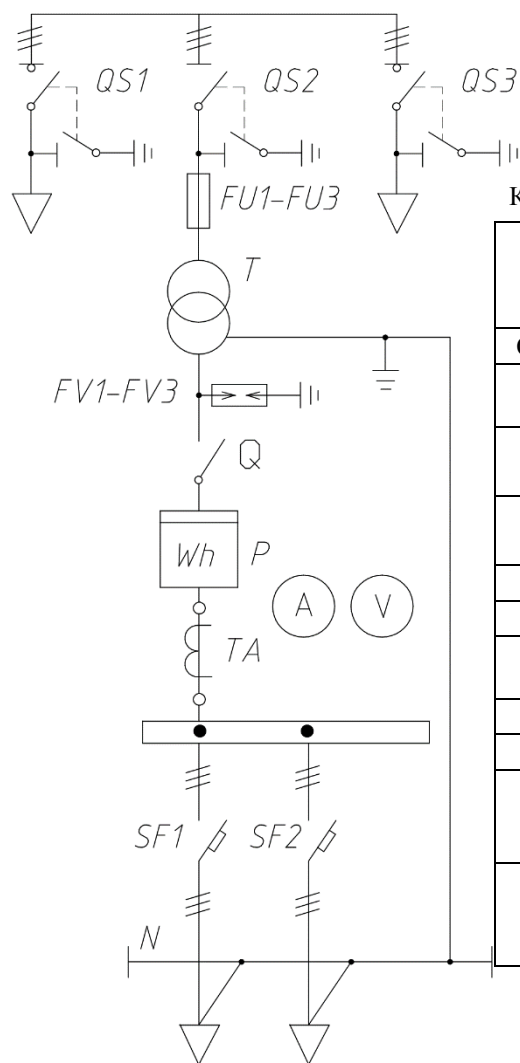 QS1 QS2 QS3
FU1-FU3
T
FV1-FV3
Q
Wh P
A V
TA
SF1 SF2
N